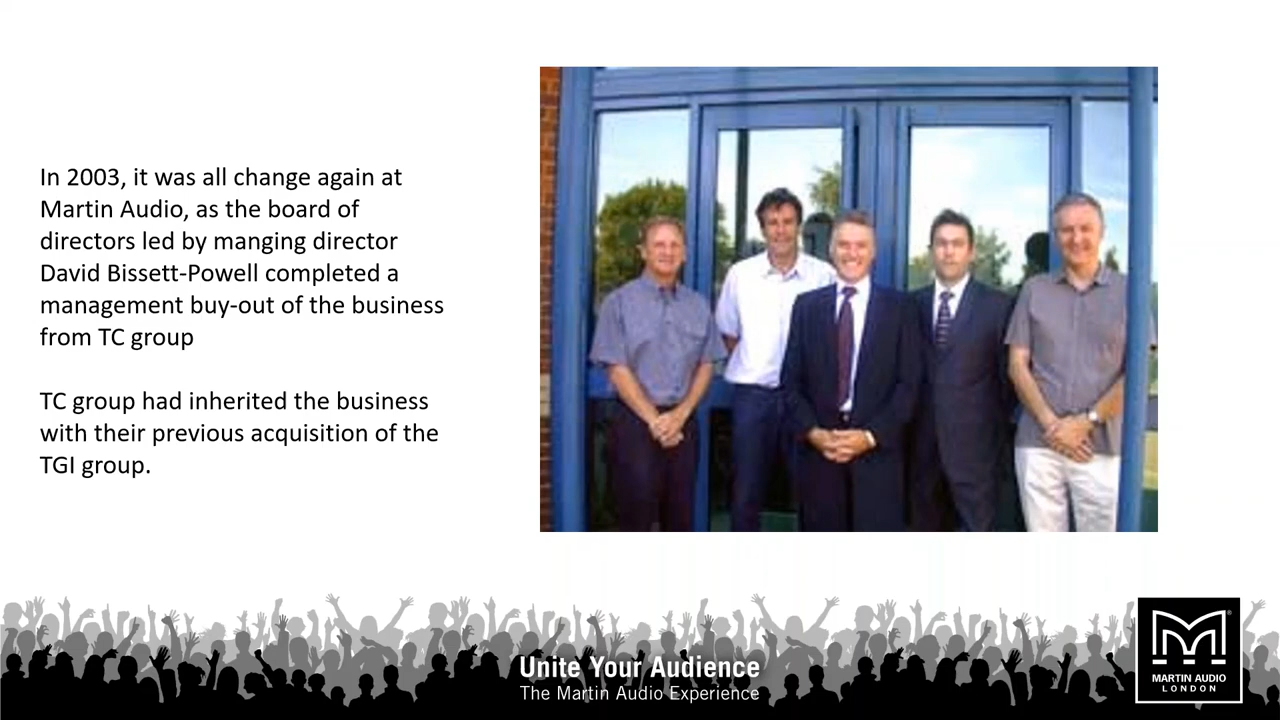 In 2003, it was all change again at
Martin Audio, as the board of
directors led by manging director
David Bissett-Powell completed a
management buy-out of the business
from TC group
TC group had inherited the business
with their previous acquisition of the
TGI group.
Unite Your Audience
The Martin Audio Experience
MARTIN AUDIO
LONDON